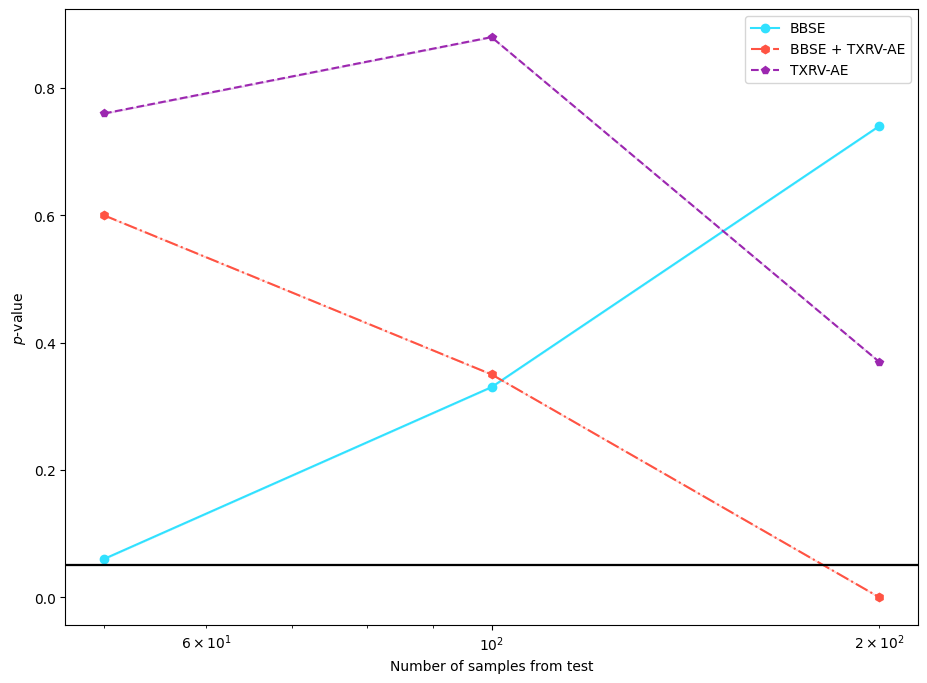 BBSE
BBSE + TXRV-AE
TXRV-AE
0.8
0.6
0.4
0.2
0.0
p-value
6 × 10¹
10²
2 × 10²
Number of samples from test